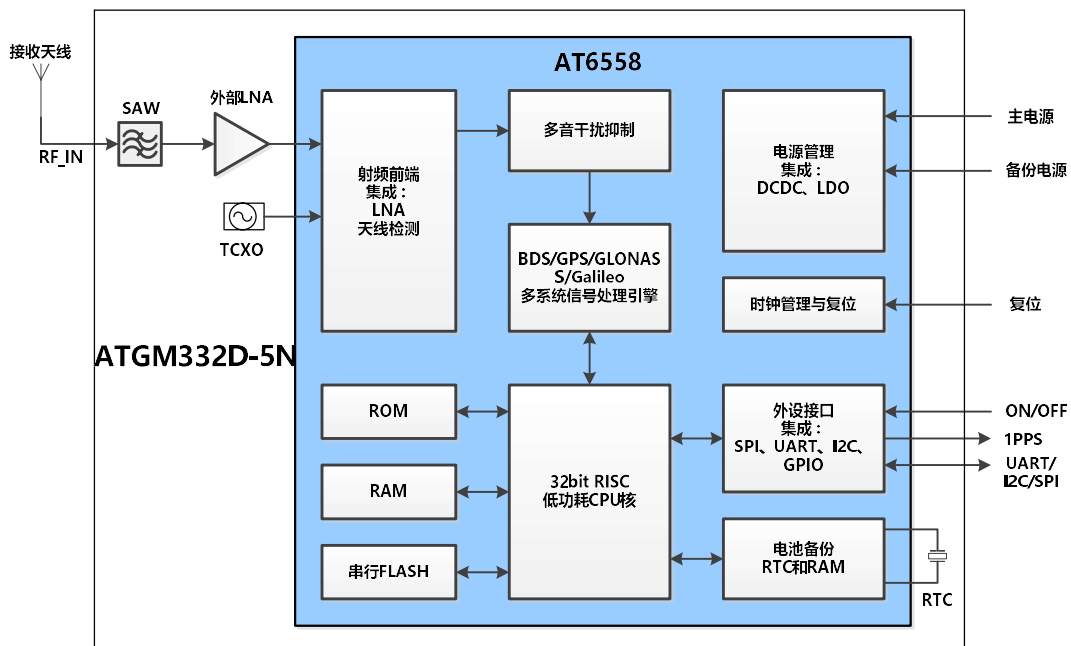 AT6558
接收天线
SAW
外部LNA
RF_IN
TCXO
射频前端
集成：
LNA
天线检测
多音干扰抑制
BDS/GPS/GLONAS
S/Galileo
多系统信号处理引擎
电源管理
集成：
DCDC、LDO
主电源
备份电源
时钟管理与复位
复位
ATGM332D-5N
ROM
RAM
串行FLASH
32bit RISC
低功耗CPU核
外设接口
集成：
SPI、UART、I2C、
GPIO
ON/OFF
1PPS
UART/
I2C/SPI
电池备份
RTC和RAM
RTC